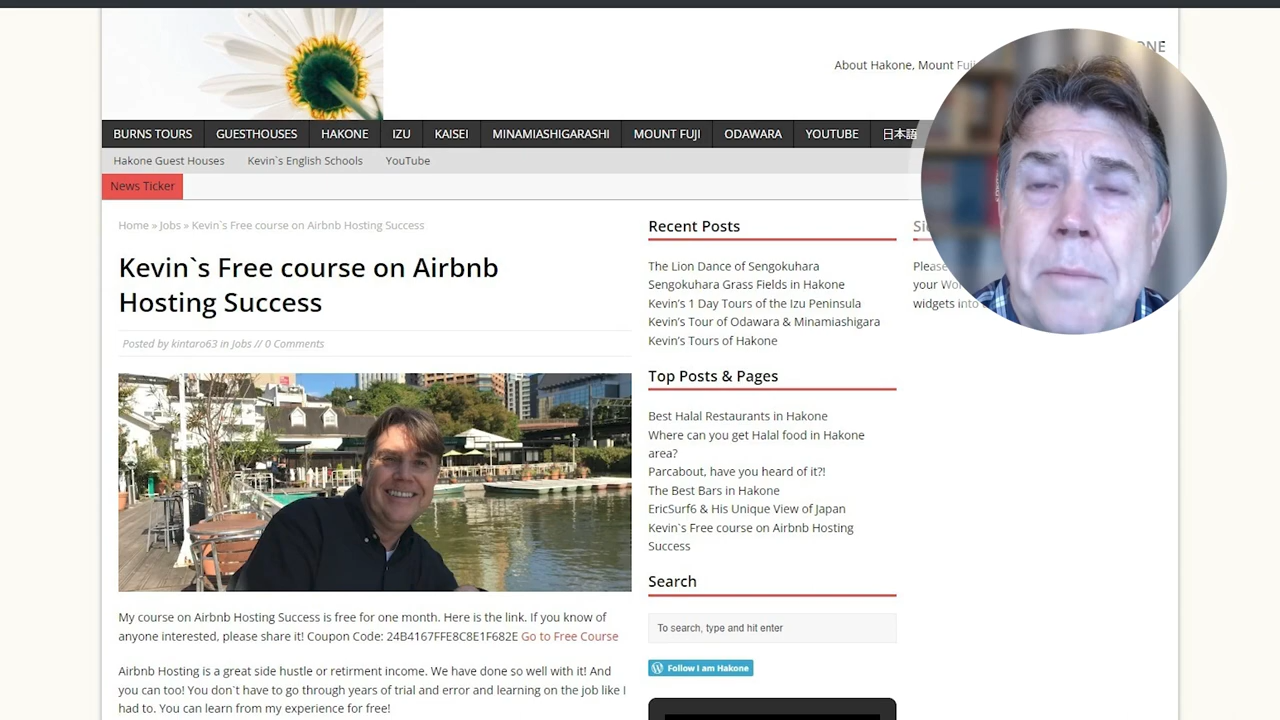 ONE
About Hakone, Mount Fuji
BURNS TOURS GUESTHOUSES HAKONE IZU KAISEI MINAMIASHIGARASHI MOUNT FUJI ODAWARA YOUTUBE 日本語
Hakone Guest Houses Kevin`s English Schools YouTube
News Ticker
Home » Jobs » Kevin`s Free course on Airbnb Hosting Success
Kevin`s Free course on Airbnb
Hosting Success
Posted by kintaro63 in Jobs // 0 Comments
My course on Airbnb Hosting Success is free for one month. Here is the link. If you know of
anyone interested, please share it! Coupon Code: 24B4167FFE8C8E1F682E Go to Free Course
Airbnb Hosting is a great side hustle or retirment income. We have done so well with it! And
you can too! You don`t have to go through years of trial and error and learning on the job like I
had to. You can learn from my experience for free!
Recent Posts
The Lion Dance of Sengokuhara
Sengokuhara Grass Fields in Hakone
Kevin’s 1 Day Tours of the Izu Peninsula
Kevin’s Tour of Odawara & Minamiashigara
Kevin’s Tours of Hakone
Top Posts & Pages
Best Halal Restaurants in Hakone
Where can you get Halal food in Hakone
area?
Parcabout, have you heard of it?!
The Best Bars in Hakone
EricSurf6 & His Unique View of Japan
Kevin`s Free course on Airbnb Hosting
Success
Search
To search, type and hit enter
Follow I am Hakone
Please
your
widgets into